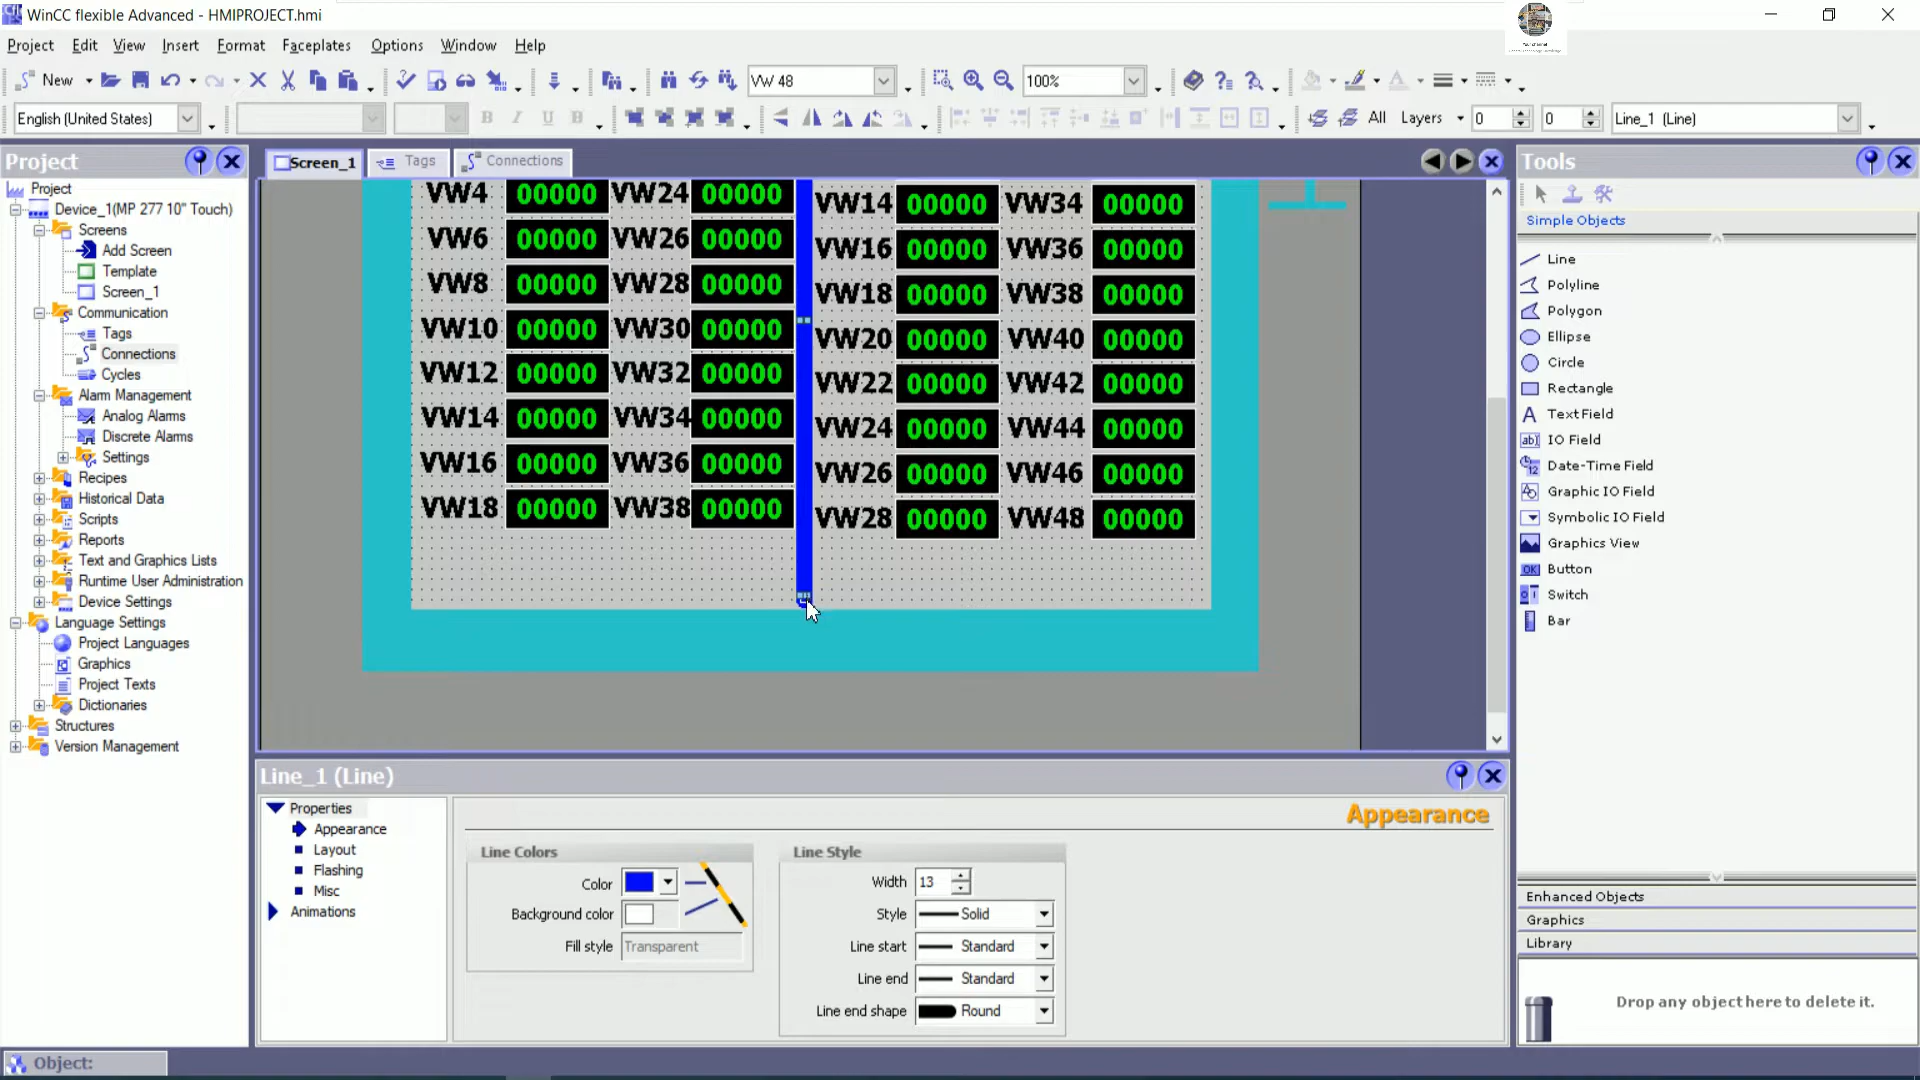 WinCC flexible Advanced - HMIPROJECT.hmi
Project Edit View Insert Format Faceplates Options Window Help
New VW 48 100%
English (United States) B I U B All Layers 0 0 Line_1 (Line)
Project
Project
Device_1(MP 277 10" Touch)
Screens
Add Screen
Template
Screen_1
Communication
Tags
Connections
Cycles
Alarm Management
Analog Alarms
Discrete Alarms
Settings
Recipes
Historical Data
Scripts
Reports
Text and Graphics Lists
Runtime User Administration
Device Settings
Language Settings
Project Languages
Graphics
Project Texts
Dictionaries
Structures
Version Management
Screen_1 Tags Connections
VW4 00000 VW24 00000 VW14 00000 VW34 00000
VW6 00000 VW26 00000 VW16 00000 VW36 00000
VW8 00000 VW28 00000 VW18 00000 VW38 00000
VW10 00000 VW30 00000 VW20 00000 VW40 00000
VW12 00000 VW32 00000 VW22 00000 VW42 00000
VW14 00000 VW34 00000 VW24 00000 VW44 00000
VW16 00000 VW36 00000 VW26 00000 VW46 00000
VW18 00000 VW38 00000 VW28 00000 VW48 00000
Line_1 (Line)
Properties
Appearance
Layout
Flashing
Misc
Animations
Appearance
Line Colors
Color
Background color
Fill style Transparent
Line Style
Width 13
Style Solid
Line start Standard
Line end Standard
Line end shape Round
Tools
Simple Objects
Line
Polyline
Polygon
Ellipse
Circle
Rectangle
A TextField
IO Field
Date-Time Field
Graphic IO Field
Symbolic IO Field
Graphics View
OK Button
Switch
Bar
Enhanced Objects
Graphics
Library
Drop any object here to delete it.
Object: